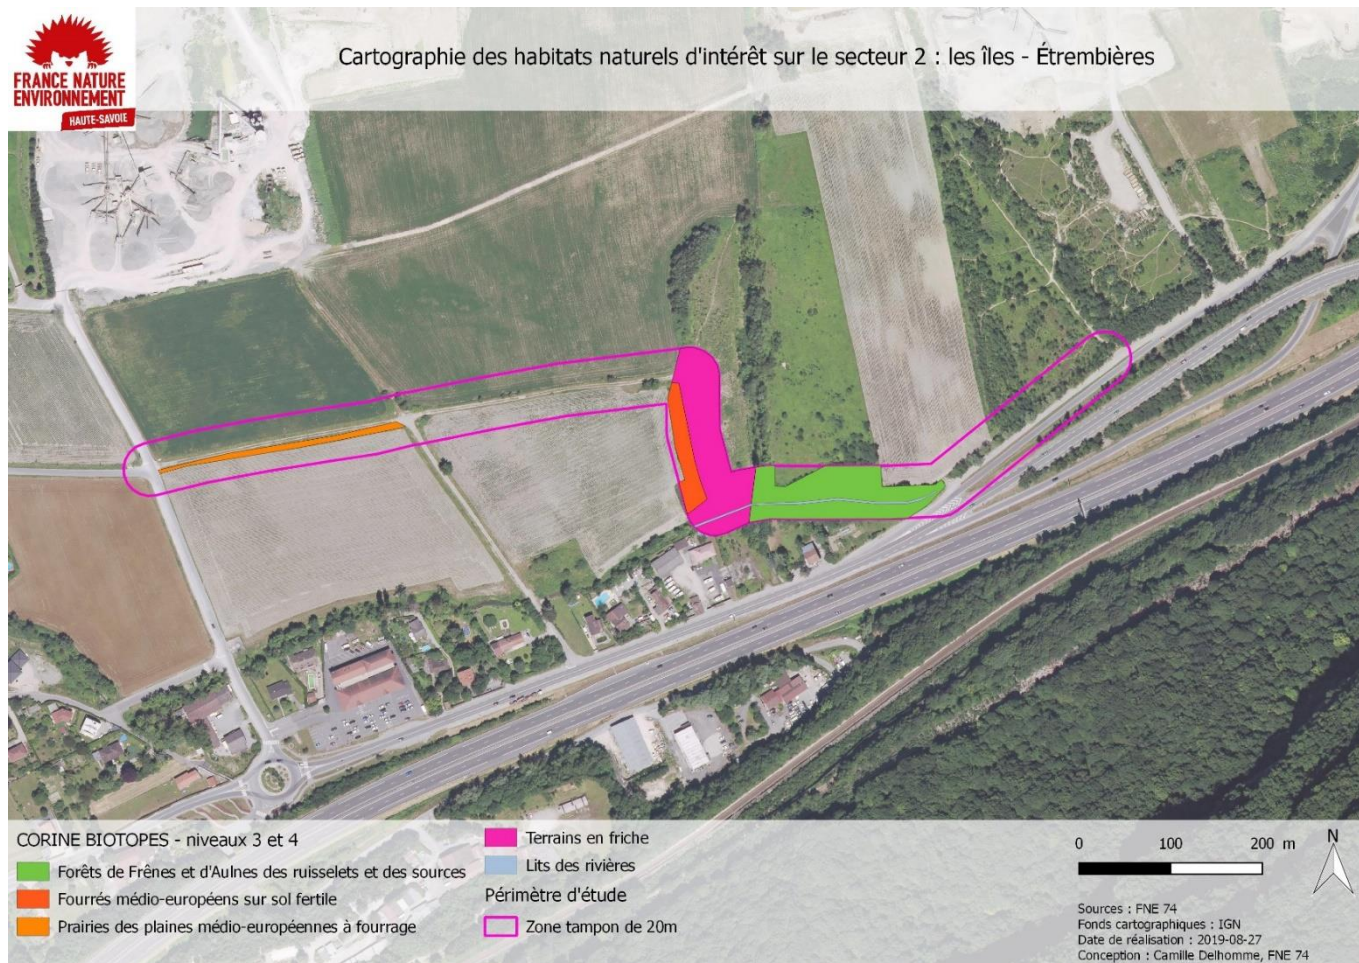 FRANCE NATURE
ENVIRONNEMENT
HAUTE-SAVOIE
Cartographie des habitats naturels d'intérêt sur le secteur 2 : les îles - Étrembières
CORINE BIOTOPES - niveaux 3 et 4
Forêts de Frênes et d'Aulnes des ruisselets et des sources
Fourrés médio-européens sur sol fertile
Prairies des plaines médio-européennes à fourrage
Terrains en friche
Lits des rivières
Périmètre d'étude
Zone tampon de 20m
0 100 200 m
N
Sources : FNE 74
Fonds cartographiques : IGN
Date de réalisation : 2019-08-27
Conception : Camille Delhomme, FNE 74